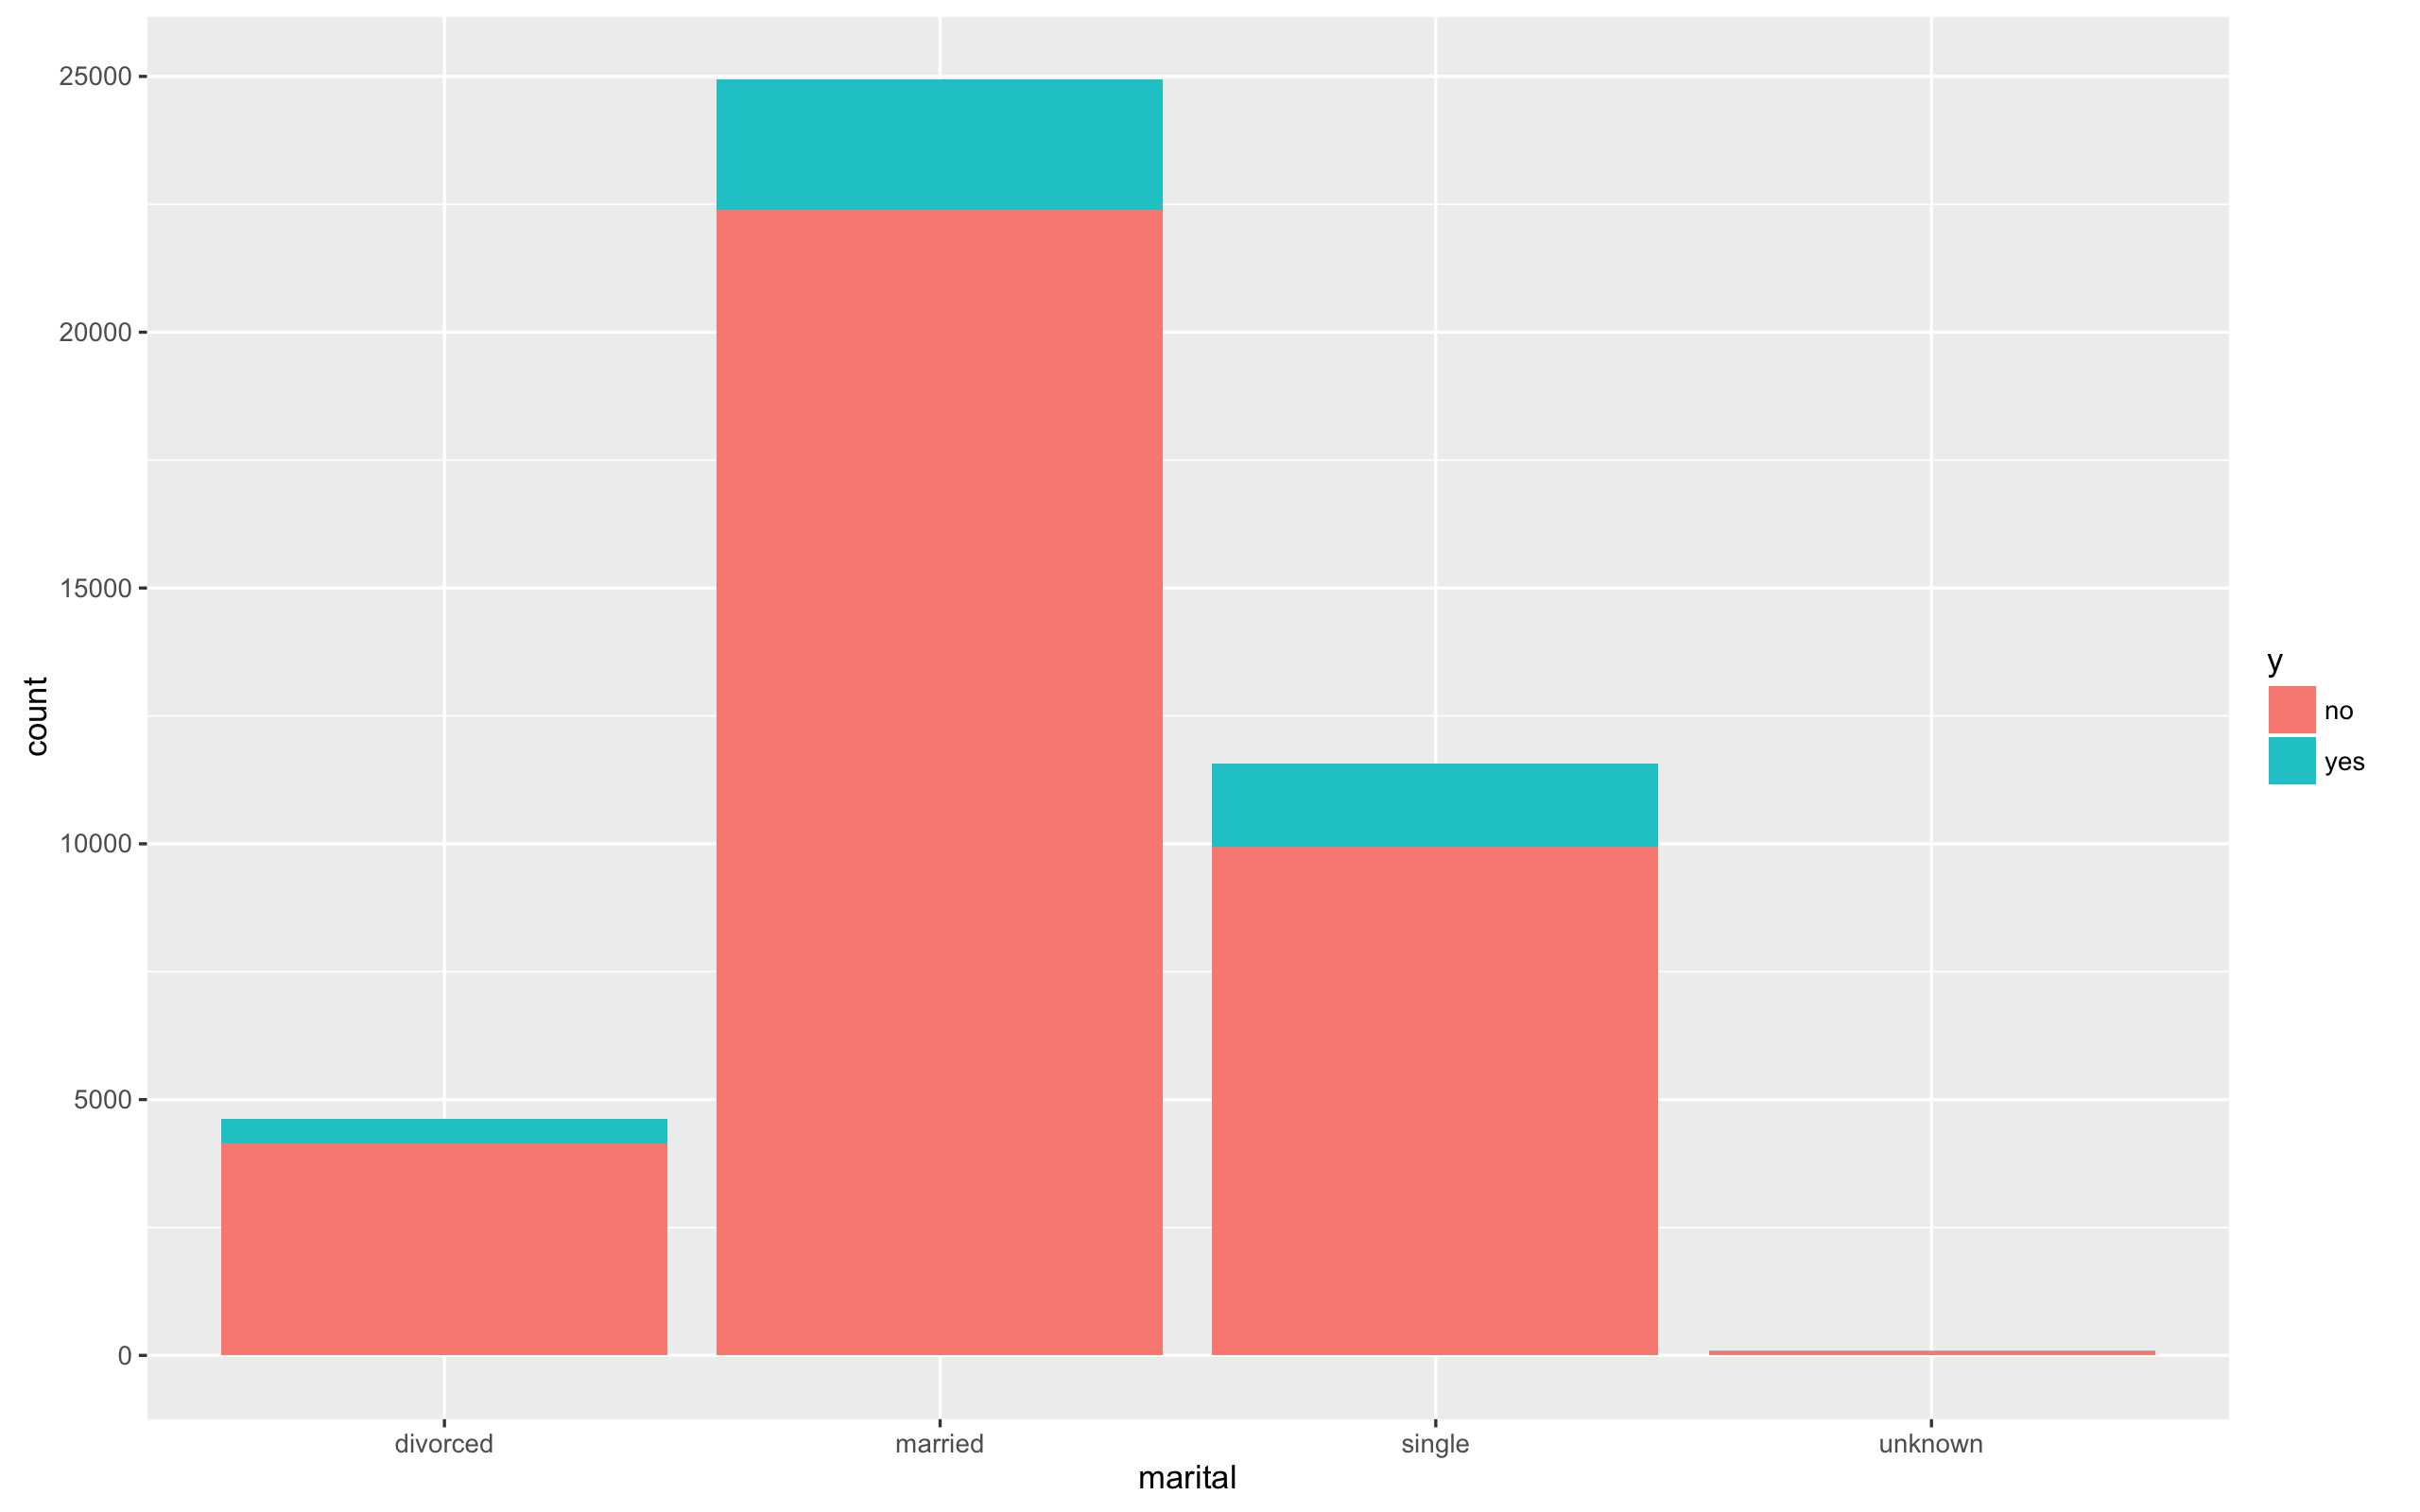 25000
20000
15000
10000
5000
0
count
divorced
married
single
unknown
marital
y
no
yes